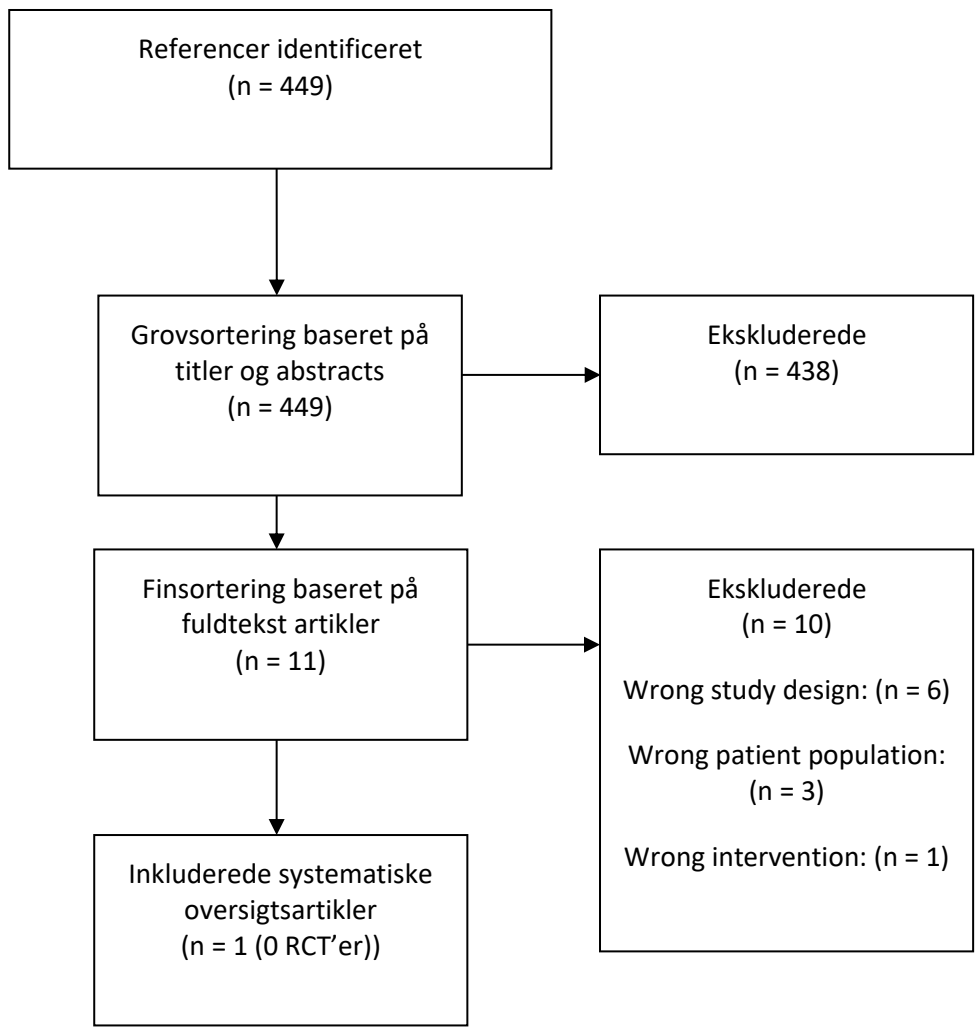 Referencer identificeret
(n = 449)
Grovsortering baseret på
titler og abstracts
(n = 449)
Ekskluderede
(n = 438)
Finsortering baseret på
fuldtekst artikler
(n = 11)
Ekskluderede
(n = 10)
Wrong study design: (n = 6)
Wrong patient population:
(n = 3)
Wrong intervention: (n = 1)
Inkluderede systematiske
oversigtsartikler
(n = 1 (0 RCT’er))